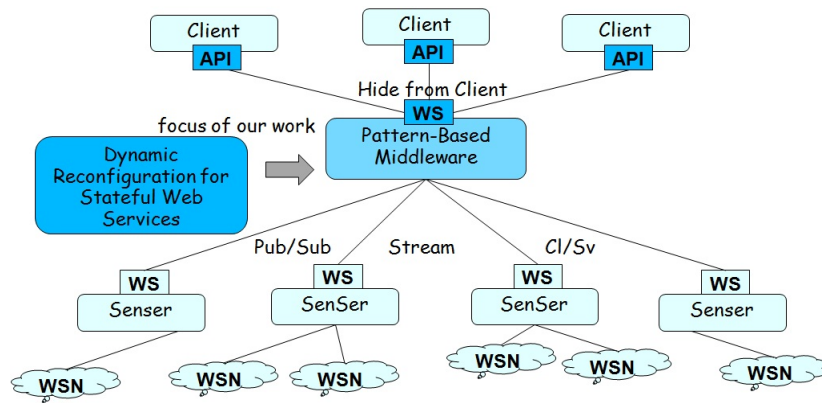 Client
Client
Client
API
API
API
Hide from Client
WS
focus of our work
Pattern-Based
Middleware
Dynamic
Reconfiguration for
Stateful Web
Services
Pub/Sub
Stream
Cl/Sv
WS
WS
WS
WS
Senser
SenSer
SenSer
Senser
WSN
WSN
WSN
WSN
WSN
WSN